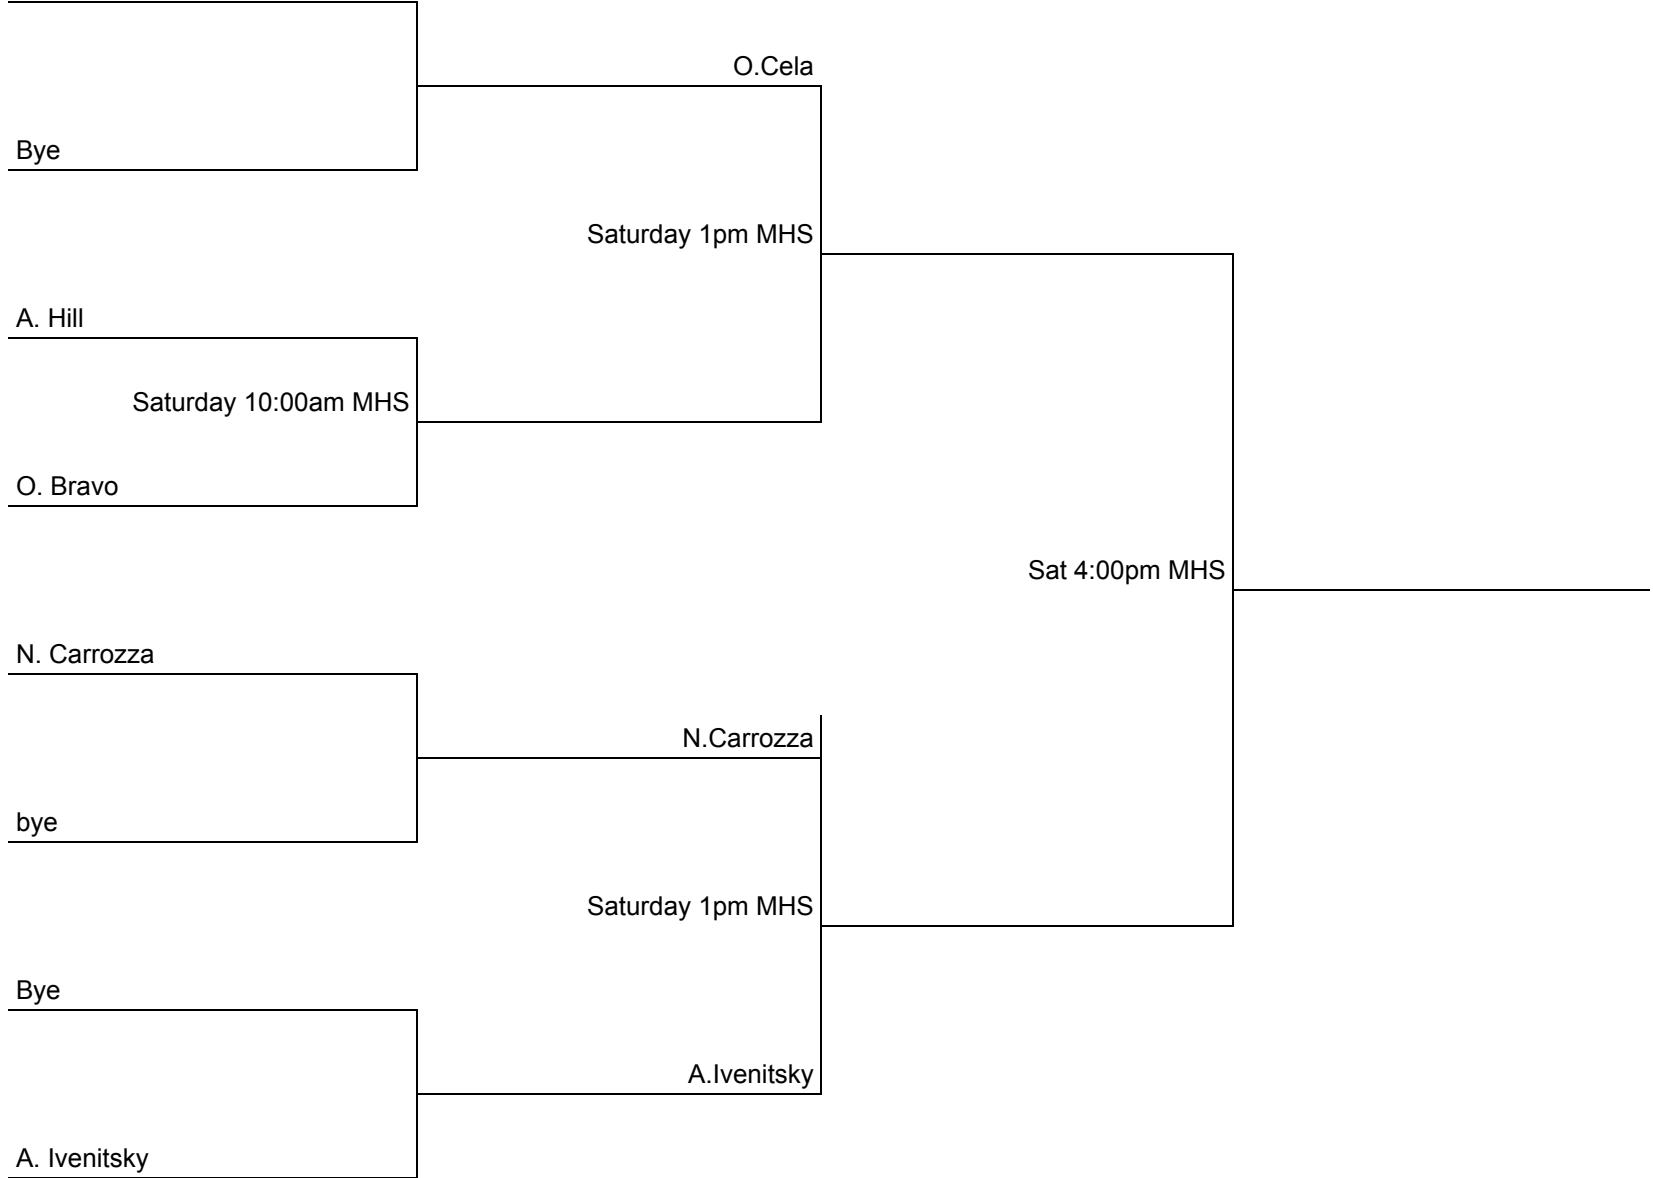 O.Cela
Bye
Saturday 1pm MHS
A. Hill
Saturday 10:00am MHS
O. Bravo
Sat 4:00pm MHS
N. Carrozza
N.Carrozza
bye
Saturday 1pm MHS
Bye
A.Ivenitsky
A. Ivenitsky